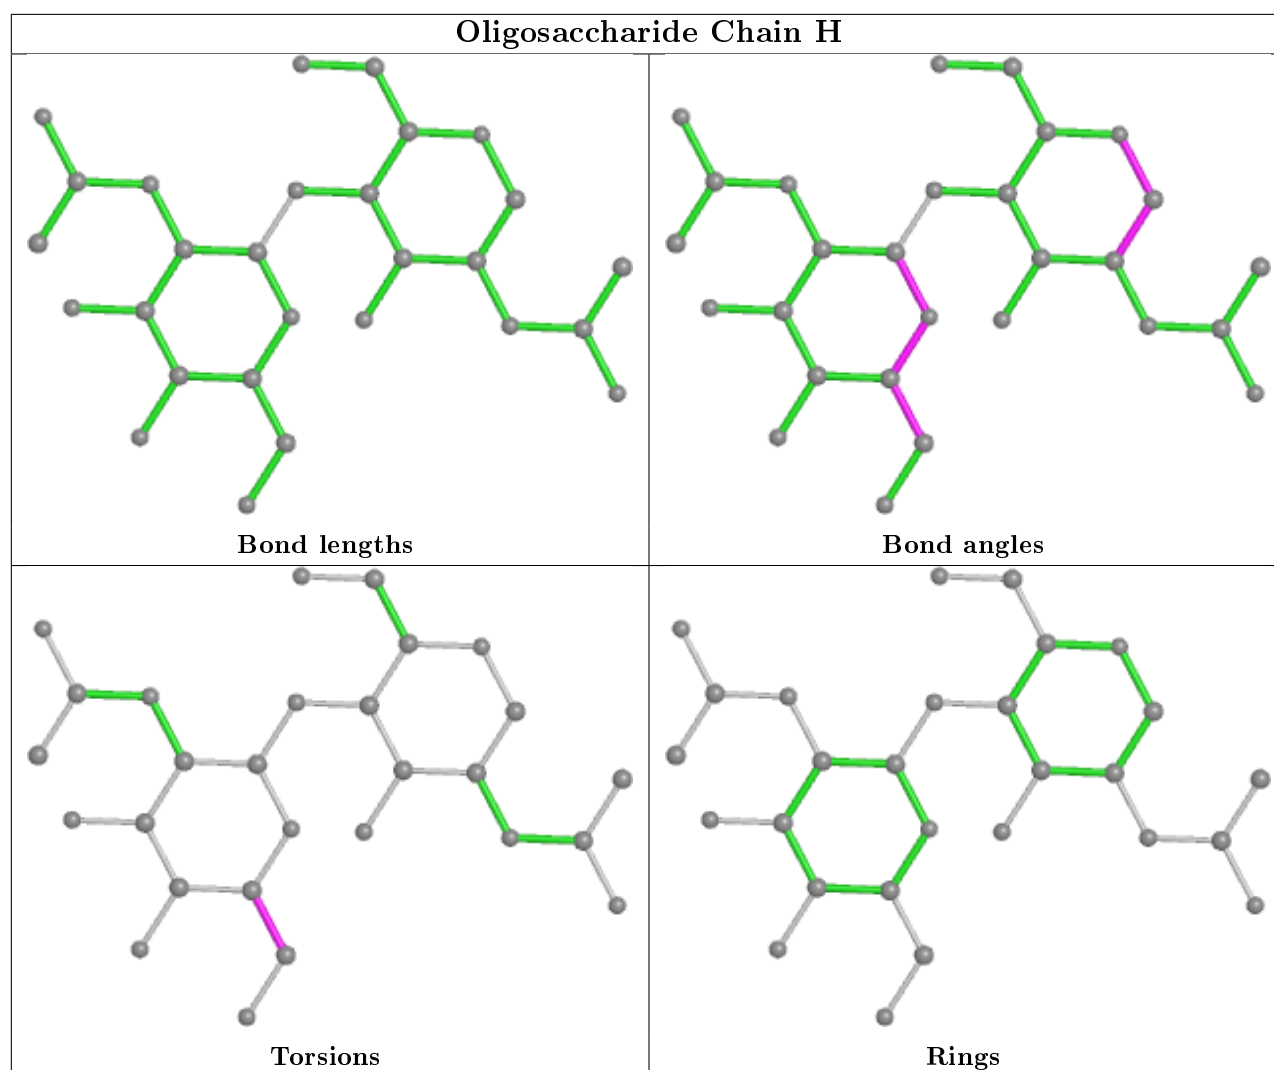 Oligosaccharide Chain H
Bond lengths
Bond angles
Torsions
Rings